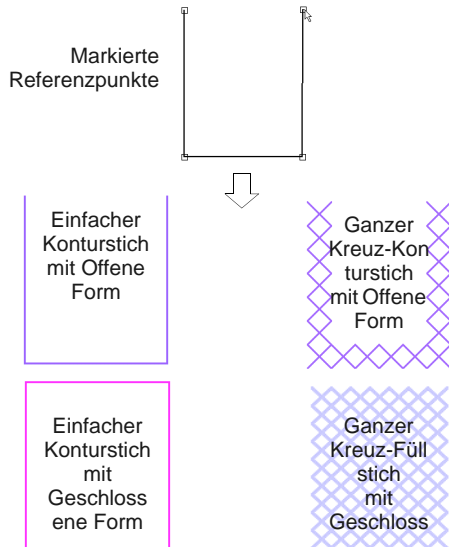 Markierte
Referenzpunkte
Einfacher
Konturstich
mit Offene
Form
Ganzer
Kreuz-Kon
turstich
mit Offene
Form
Einfacher
Konturstich
mit
Geschloss
ene Form
Ganzer
Kreuz-Füll
stich
mit
Geschloss